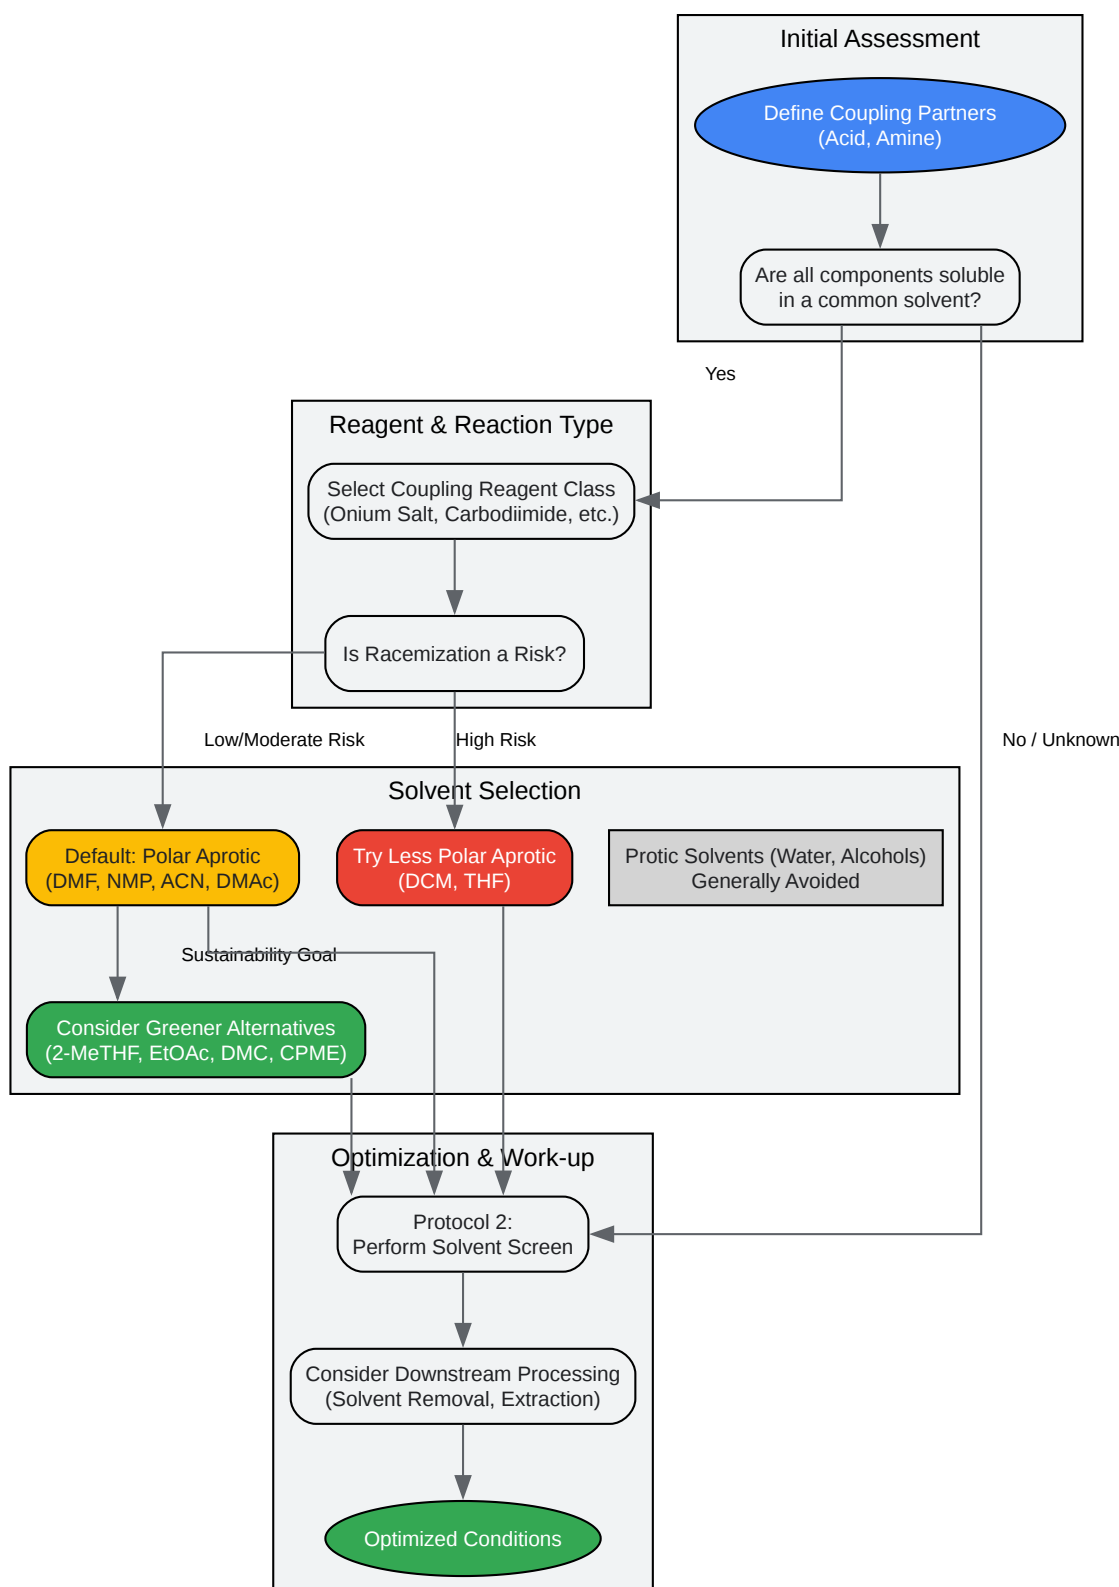 Initial Assessment
Define Coupling Partners
(Acid, Amine)
Are all components soluble
in a common solvent?
Yes
Reagent & Reaction Type
Select Coupling Reagent Class
(Onium Salt, Carbodiimide, etc.)
Is Racemization a Risk?
Low/Moderate Risk
High Risk
No / Unknown
Solvent Selection
Default: Polar Aprotic
(DMF, NMP, ACN, DMAc)
Try Less Polar Aprotic
(DCM, THF)
Protic Solvents (Water, Alcohols)
Generally Avoided
Sustainability Goal
Consider Greener Alternatives
(2-MeTHF, EtOAc, DMC, CPME)
Optimization & Work-up
Protocol 2:
Perform Solvent Screen
Consider Downstream Processing
(Solvent Removal, Extraction)
Optimized Conditions